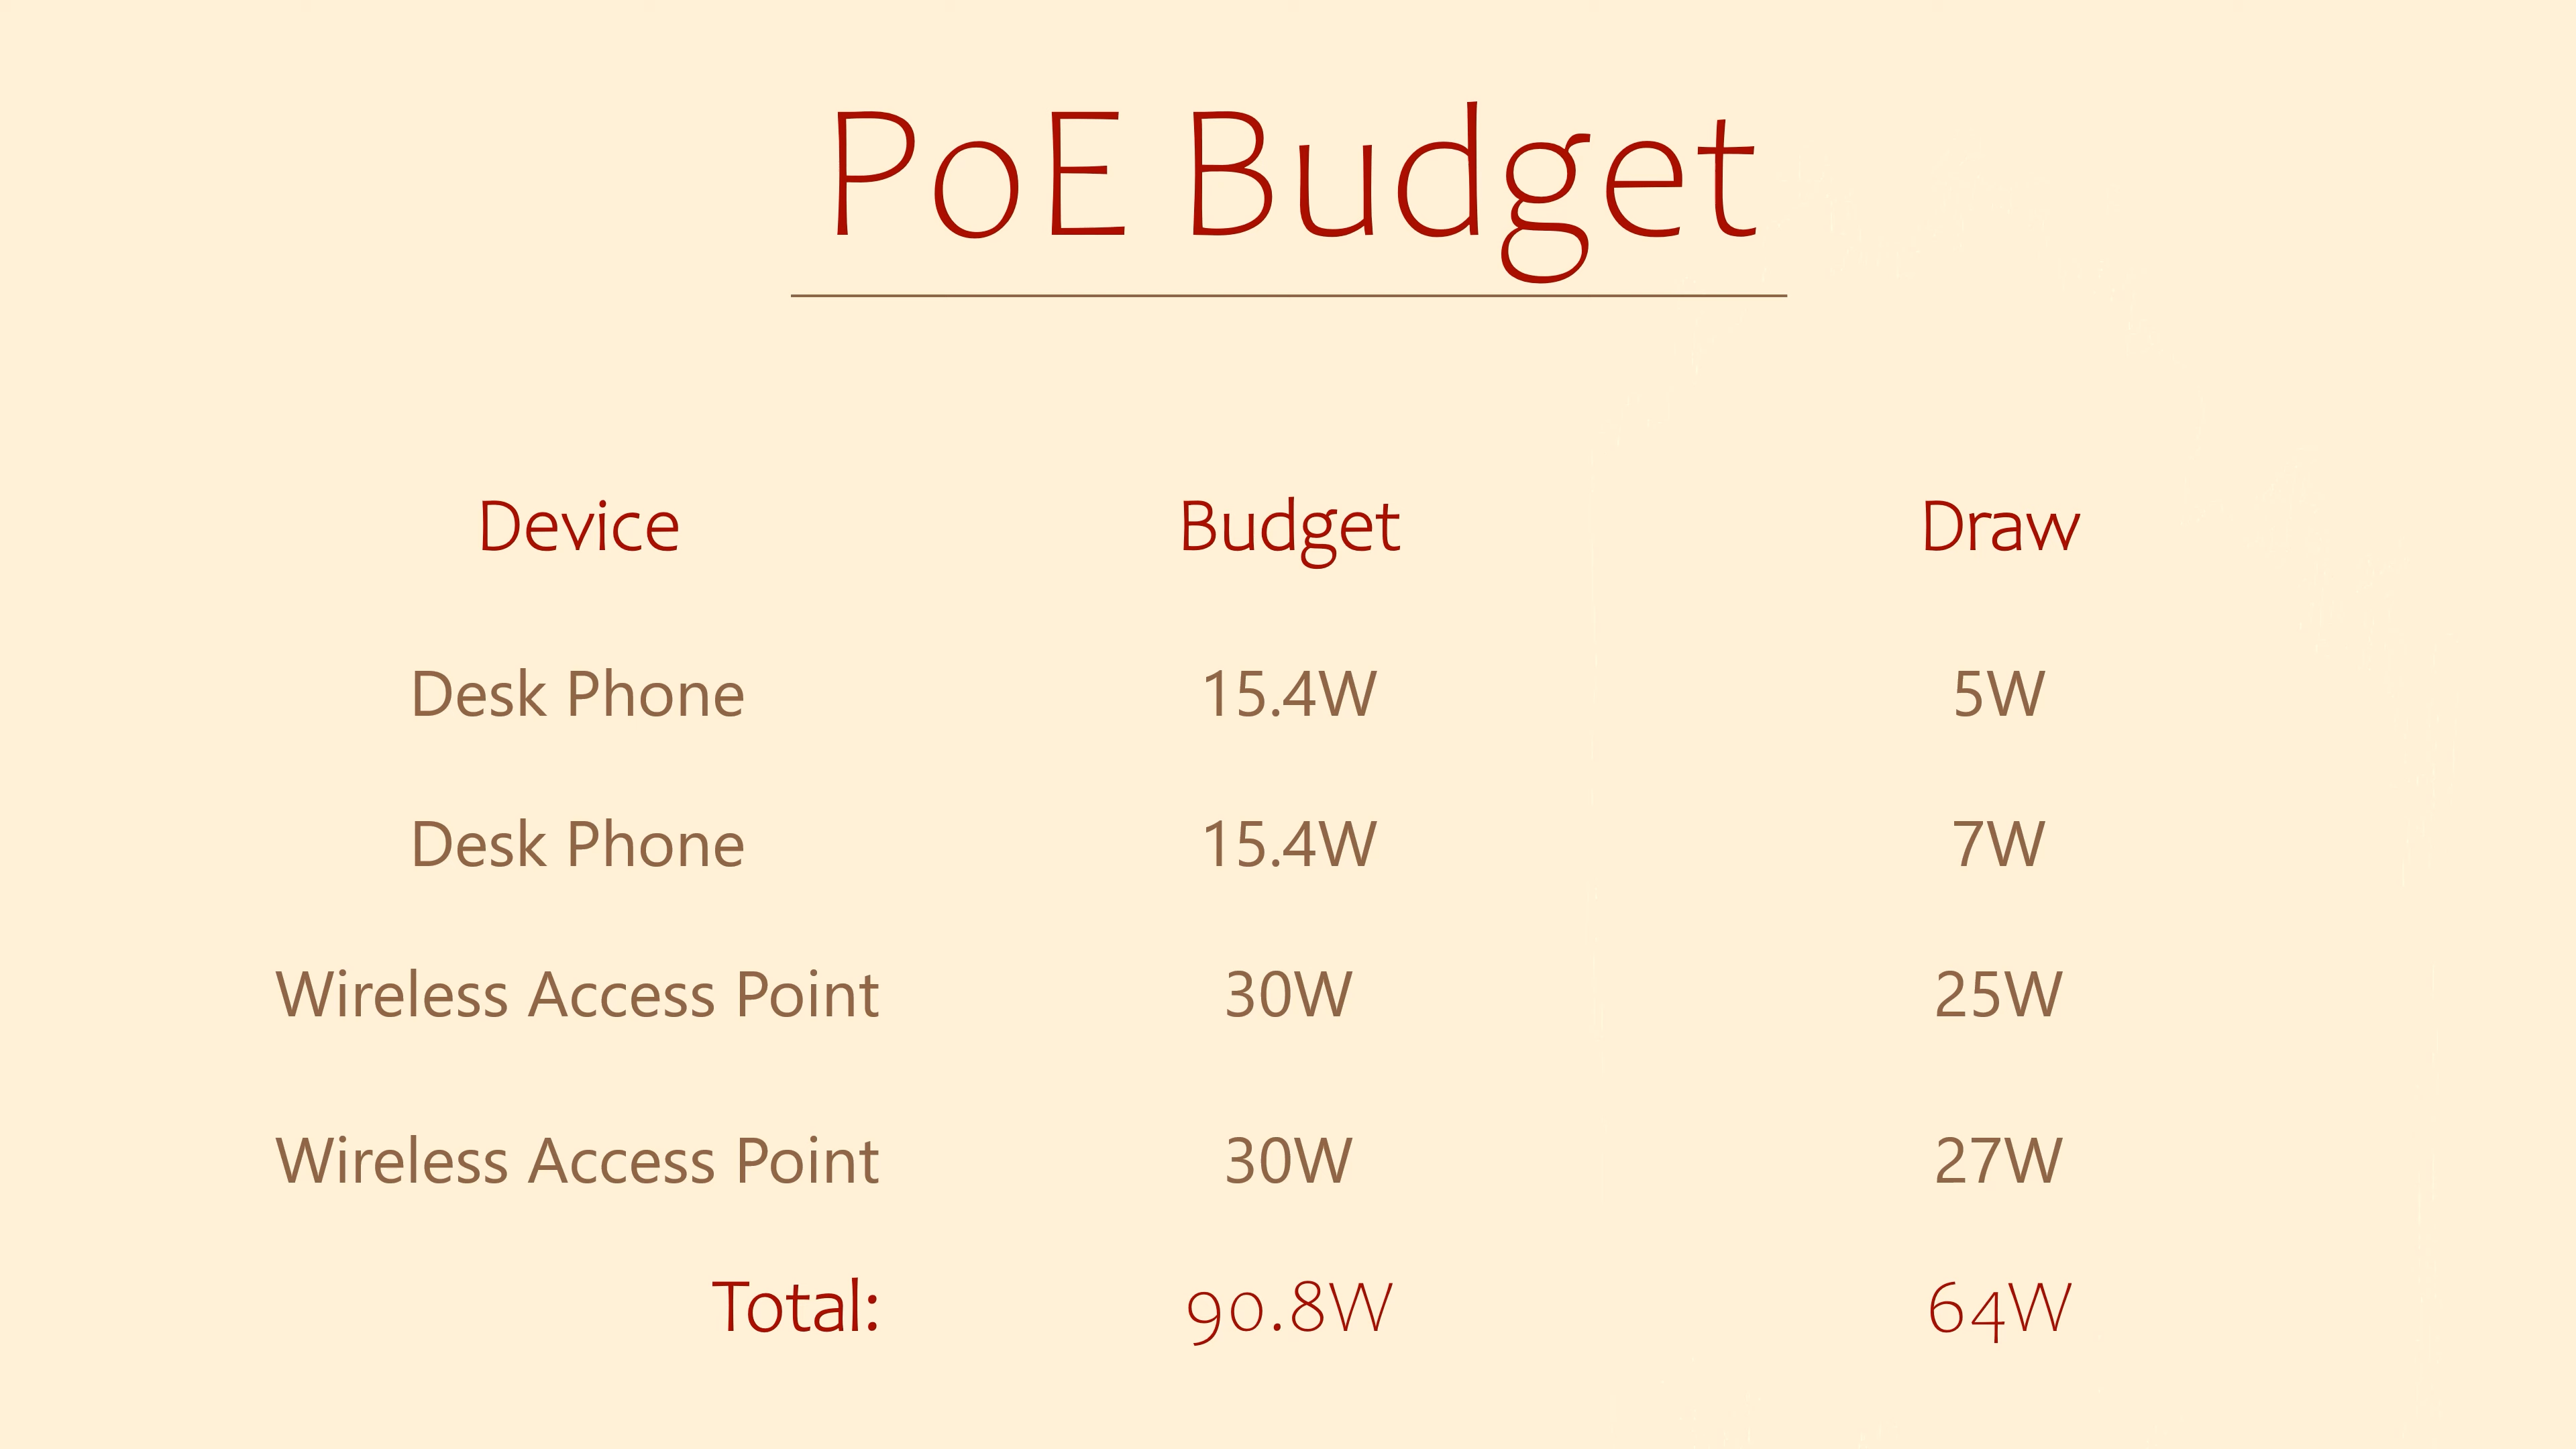 PoE Budget
Device Budget Draw
Desk Phone 15.4W 5W
Desk Phone 15.4W 7W
Wireless Access Point 30W 25W
Wireless Access Point 30W 27W
Total: 90.8W 64W